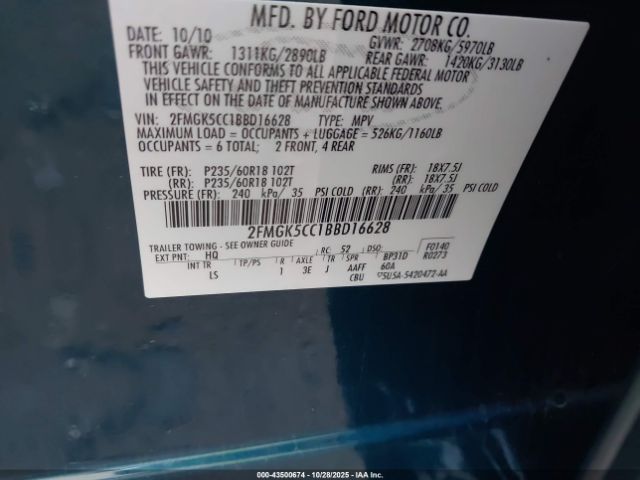 MFD. BY FORD MOTOR CO.
DATE: 10/10 GVWR: 2708KG/5970LB
FRONT GAWR: 1311KG/2890LB REAR GAWR: 1420KG/3130LB
THIS VEHICLE CONFORMS TO ALL APPLICABLE FEDERAL MOTOR
VEHICLE SAFETY AND THEFT PREVENTION STANDARDS
IN EFFECT ON THE DATE OF MANUFACTURE SHOWN ABOVE.
VIN: 2FMGK5CC1BBD16628 TYPE: MPV
MAXIMUM LOAD = OCCUPANTS + LUGGAGE = 526KG/1160LB
OCCUPANTS = 6 TOTAL; 2 FRONT, 4 REAR
TIRE (FR): P235/60R18 102T RIMS (FR): 18X7.5J
(RR): P235/60R18 102T (RR): 18X7.5J
PRESSURE (FR): 240 kPa/ 35 PSI COLD (RR): 240 kPa/ 35 PSI COLD
2FMGK5CC1BBD16628
TRAILER TOWING - SEE OWNER GUIDE F0140
EXT PNT: HQ RC: 52 DSO: BP31D R0273
INT TR TP/PS R AXLE TR SPR 60A
LS 1 3E J AAFF CBU 5U5A-5420472-AA
000-43500674 | 10/28/2025 | IAAI.COM